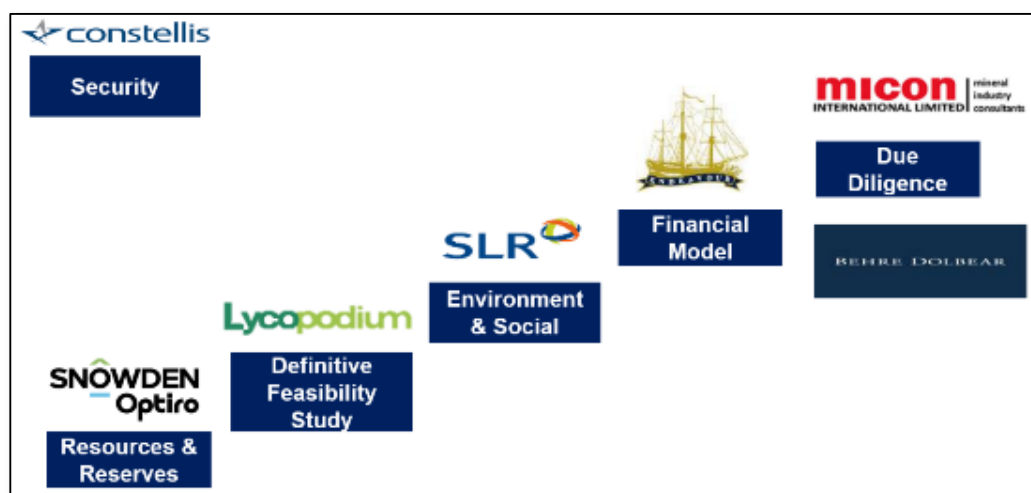 constellis
Security
micon
INTERNATIONAL LIMITED
mineral
industry
consultants
ENDEAVOUR
Due
Diligence
Financial
Model
SLR
BEHRE DOLBEAR
Environment
& Social
Lycopodium
Definitive
Feasibility
Study
SNOWDEN
Optiro
Resources &
Reserves